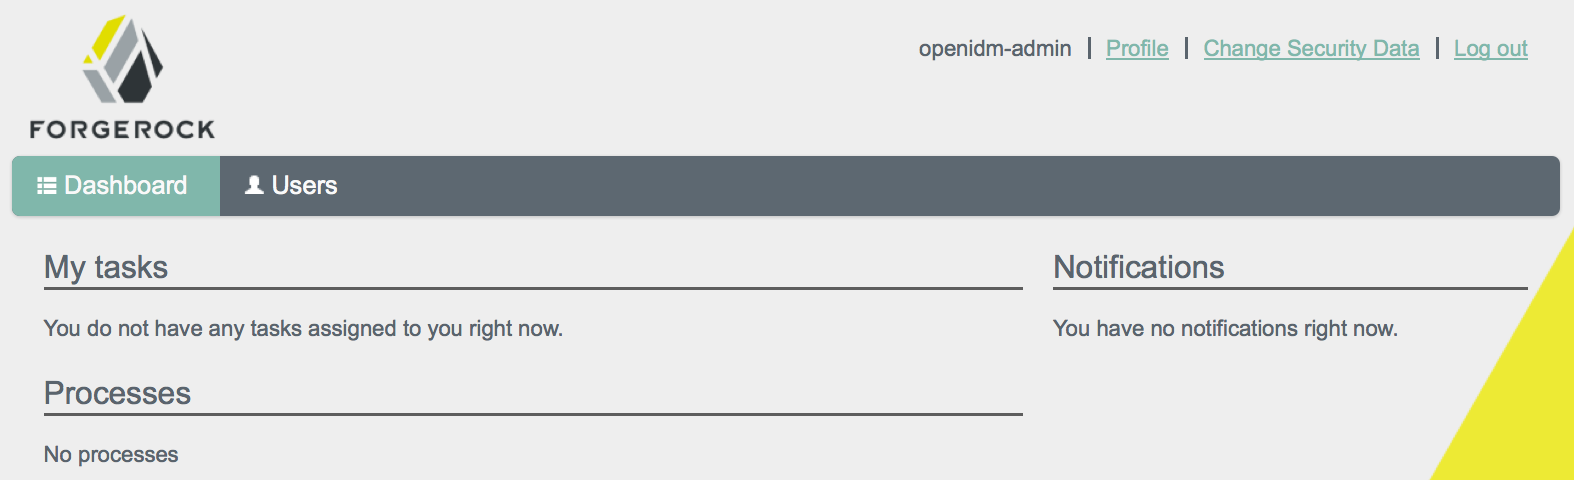 FORGEROCK
openidm-admin | Profile | Change Security Data | Log out
Dashboard Users
My tasks
You do not have any tasks assigned to you right now.
Processes
No processes
Notifications
You have no notifications right now.